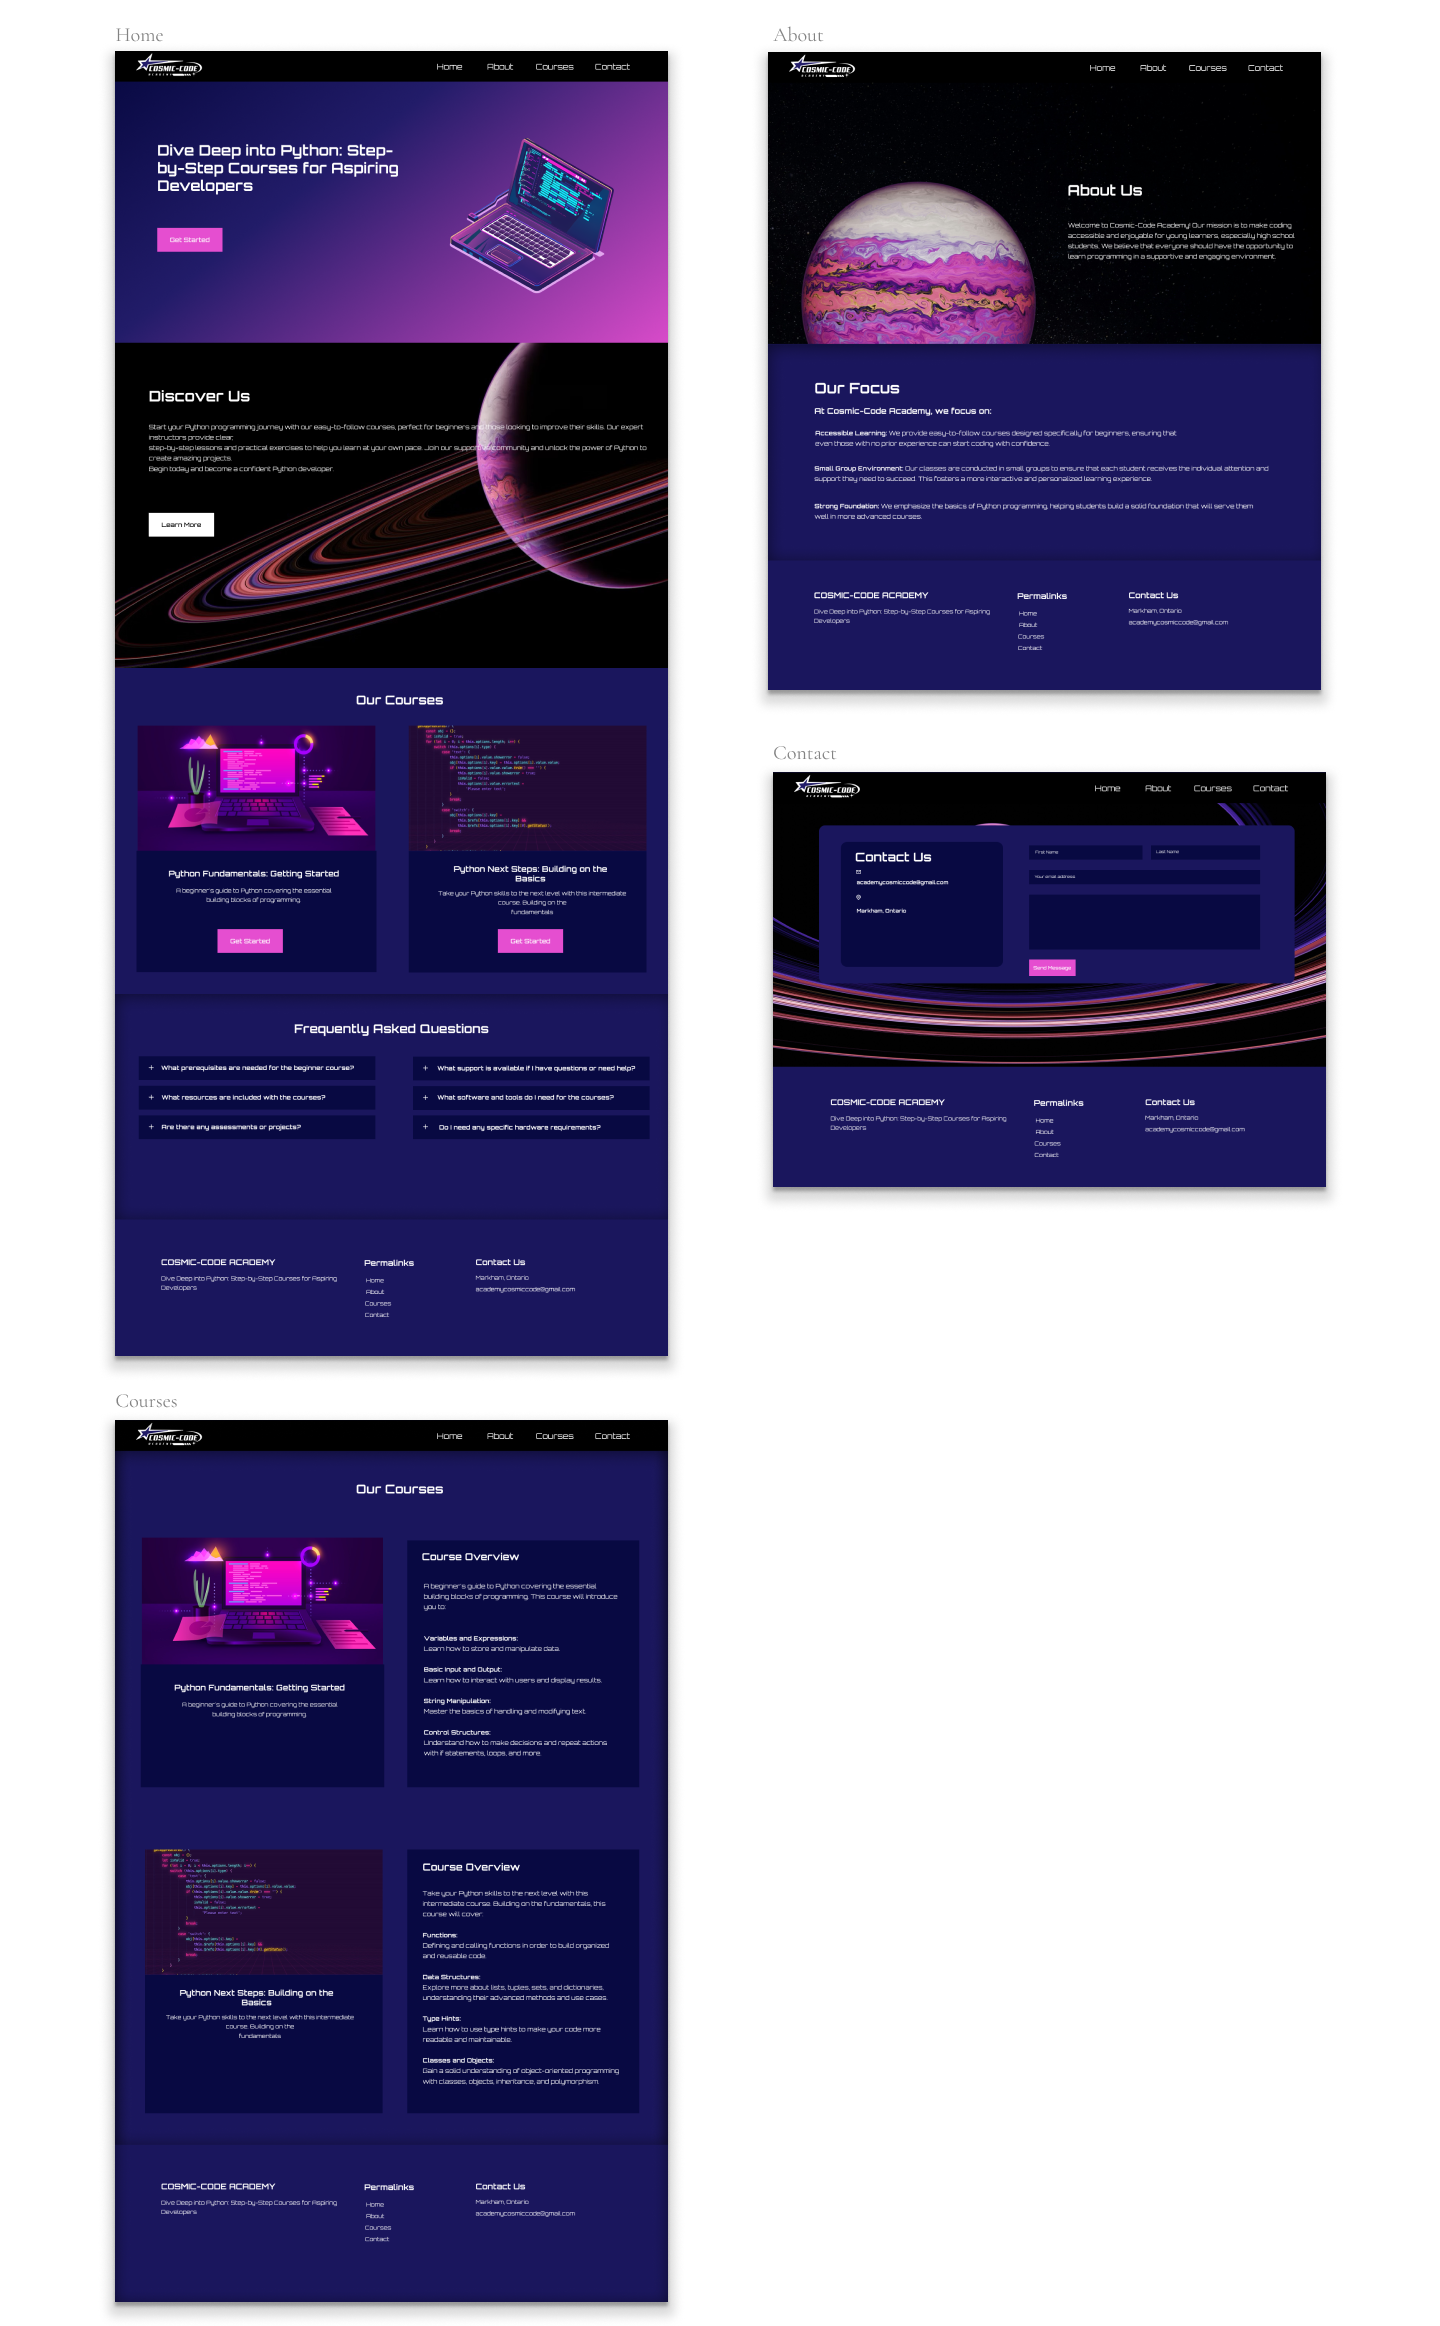 Home
COSMIC-CODE
Home About Courses Contact
Dive Deep into Python: Step-
by-Step Courses for Aspiring
Developers
Get Started
Discover Us
Start your Python programming journey with our easy-to-follow courses, perfect for beginners and those looking to improve their skills. Our expert
instructors provide clear,
step-by-step lessons and practical exercises to help you learn at your own pace. Join our supportive community and unlock the power of Python to
create amazing projects.
Begin today and become a confident Python developer.
Learn More
Our Courses
Python Fundamentals: Getting Started
A beginner's guide to Python covering the essential
building blocks of programming.
Get Started
Python Next Steps: Building on the
Basics
Take your Python skills to the next level with this intermediate
course. Building on the
fundamentals
Get Started
Frequently Asked Questions
+ What prerequisites are needed for the beginner course?
+ What resources are included with the courses?
+ Are there any assessments or projects?
+ What support is available if I have questions or need help?
+ What software and tools do I need for the courses?
+ Do I need any specific hardware requirements?
COSMIC-CODE ACADEMY
Dive Deep into Python: Step-by-Step Courses for Aspiring
Developers
Permalinks
Home
About
Courses
Contact
Contact Us
Markham, Ontario
academycosmiccode@gmail.com
About
COSMIC-CODE
Home About Courses Contact
About Us
Welcome to Cosmic-Code Academy! Our mission is to make coding
accessible and enjoyable for young learners, especially high school
students. We believe that everyone should have the opportunity to
learn programming in a supportive and engaging environment.
Our Focus
At Cosmic-Code Academy, we focus on:
Accessible Learning: We provide easy-to-follow courses designed specifically for beginners, ensuring that
even those with no prior experience can start coding with confidence.
Small Group Environment: Our classes are conducted in small groups to ensure that each student receives the individual attention and
support they need to succeed. This fosters a more interactive and personalized learning experience.
Strong Foundation: We emphasize the basics of Python programming, helping students build a solid foundation that will serve them
well in more advanced courses.
COSMIC-CODE ACADEMY
Dive Deep into Python: Step-by-Step Courses for Aspiring
Developers
Permalinks
Home
About
Courses
Contact
Contact Us
Markham, Ontario
academycosmiccode@gmail.com
Contact
COSMIC-CODE
Home About Courses Contact
Contact Us
academycosmiccode@gmail.com
Markham, Ontario
First Name
Last Name
Your email address
Send Message
COSMIC-CODE ACADEMY
Dive Deep into Python: Step-by-Step Courses for Aspiring
Developers
Permalinks
Home
About
Courses
Contact
Contact Us
Markham, Ontario
academycosmiccode@gmail.com
Courses
COSMIC-CODE
Home About Courses Contact
Our Courses
Python Fundamentals: Getting Started
A beginner's guide to Python covering the essential
building blocks of programming.
Course Overview
A beginner's guide to Python covering the essential
building blocks of programming. This course will introduce
you to:
Variables and Expressions:
Learn how to store and manipulate data.
Basic Input and Output:
Learn how to interact with users and display results.
String Manipulation:
Master the basics of handling and modifying text.
Control Structures:
Understand how to make decisions and repeat actions
with if statements, loops, and more.
Python Next Steps: Building on the
Basics
Take your Python skills to the next level with this intermediate
course. Building on the
fundamentals
Course Overview
Take your Python skills to the next level with this
intermediate course. Building on the fundamentals, this
course will cover:
Functions:
Defining and calling functions in order to build organized
and reusable code.
Data Structures:
Explore more about lists, tuples, sets, and dictionaries,
understanding their advanced methods and use cases.
Type Hints:
Learn how to use type hints to make your code more
readable and maintainable.
Classes and Objects:
Gain a solid understanding of object-oriented programming
with classes, objects, inheritance, and polymorphism.
COSMIC-CODE ACADEMY
Dive Deep into Python: Step-by-Step Courses for Aspiring
Developers
Permalinks
Home
About
Courses
Contact
Contact Us
Markham, Ontario
academycosmiccode@gmail.com